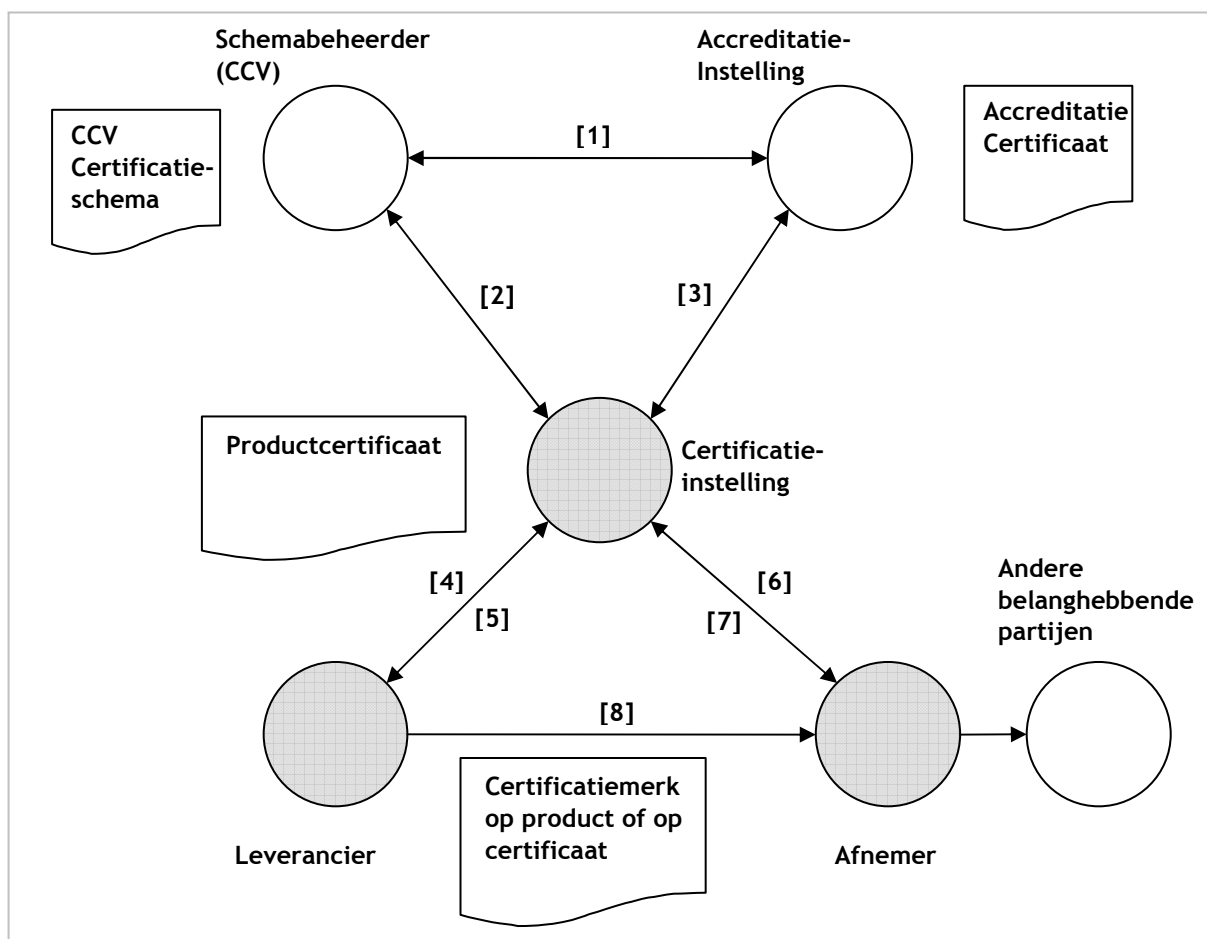 Schemabeheerder
(CCV)
Accreditatie-
Instelling
CCV
Certificatie-
schema
[1]
Accreditatie
Certificaat
[2]
[3]
Productcertificaat
Certificatie-
instelling
[4]
[5]
[6]
[7]
Andere
belanghebbende
partijen
[8]
Certificatiemerk
op product of op
certificaat
Leverancier
Afnemer